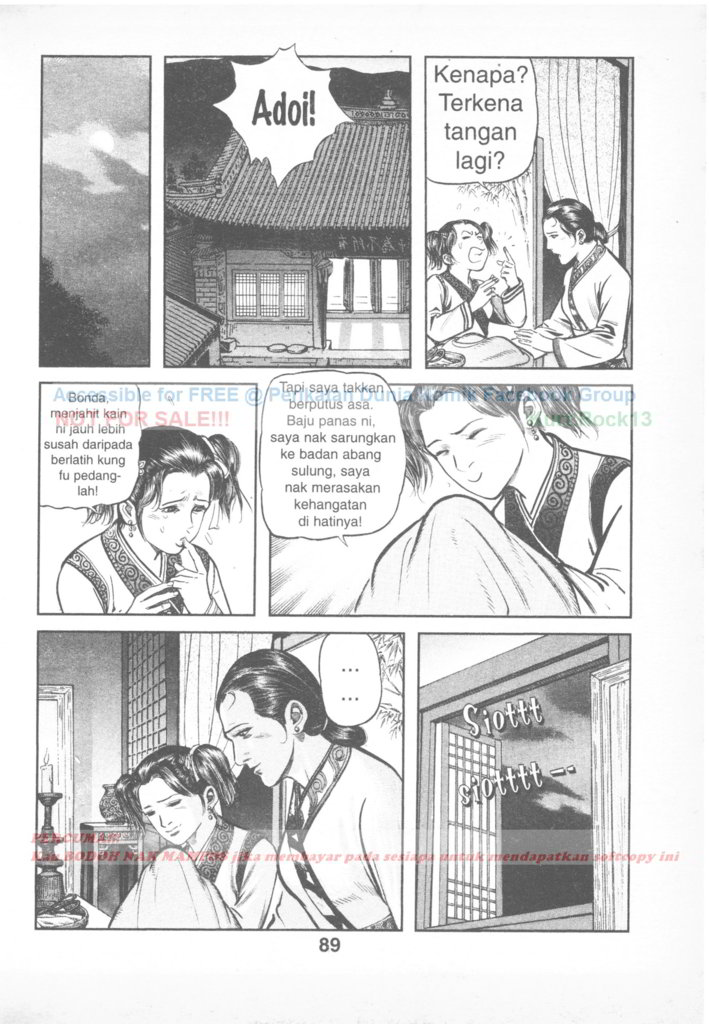 Adoi!
Kenapa?
Terkena
tangan
lagi?
Accessible for FREE @ Perikatan Dunia Komik Facebook Group
NOT FOR SALE!!!
Bonda,
menjahit kain
ni jauh lebih
susah daripada
berlatih kung
fu pedang-
lah!
Tapi saya takkan
berputus asa.
Baju panas ni,
saya nak sarungkan
ke badan abang
sulung, saya
nak merasakan
kehangatan
di hatinya!
...
...
Siottt
siotttt --
PERCUMA!!
jika membayar pada sesiapa untuk mendapatkan softcopy ini
89